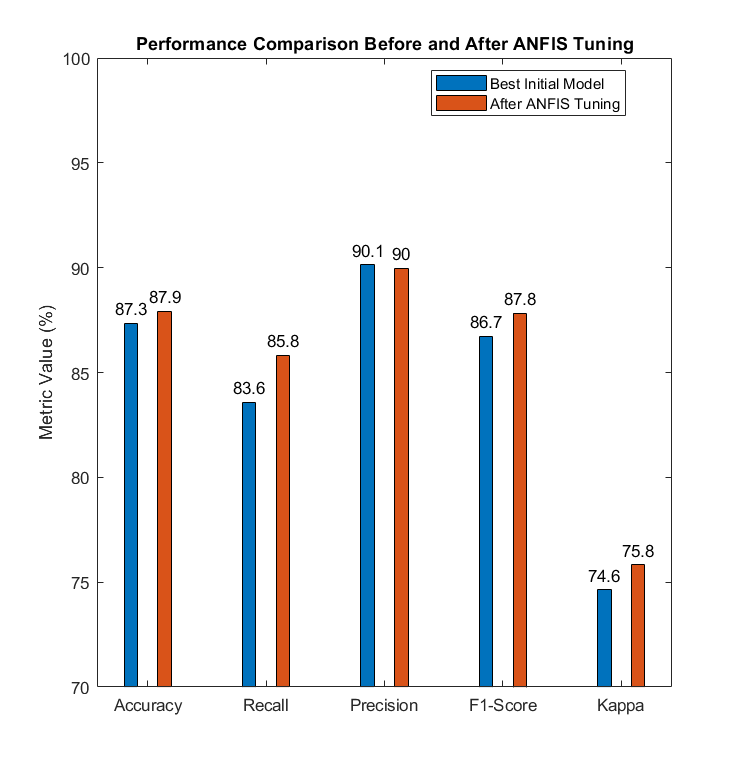 Performance Comparison Before and After ANFIS Tuning
Best Initial Model
After ANFIS Tuning
Metric Value (%)
100
95
90
85
80
75
70
87.3
87.9
83.6
85.8
90.1
90
86.7
87.8
74.6
75.8
Accuracy
Recall
Precision
F1-Score
Kappa